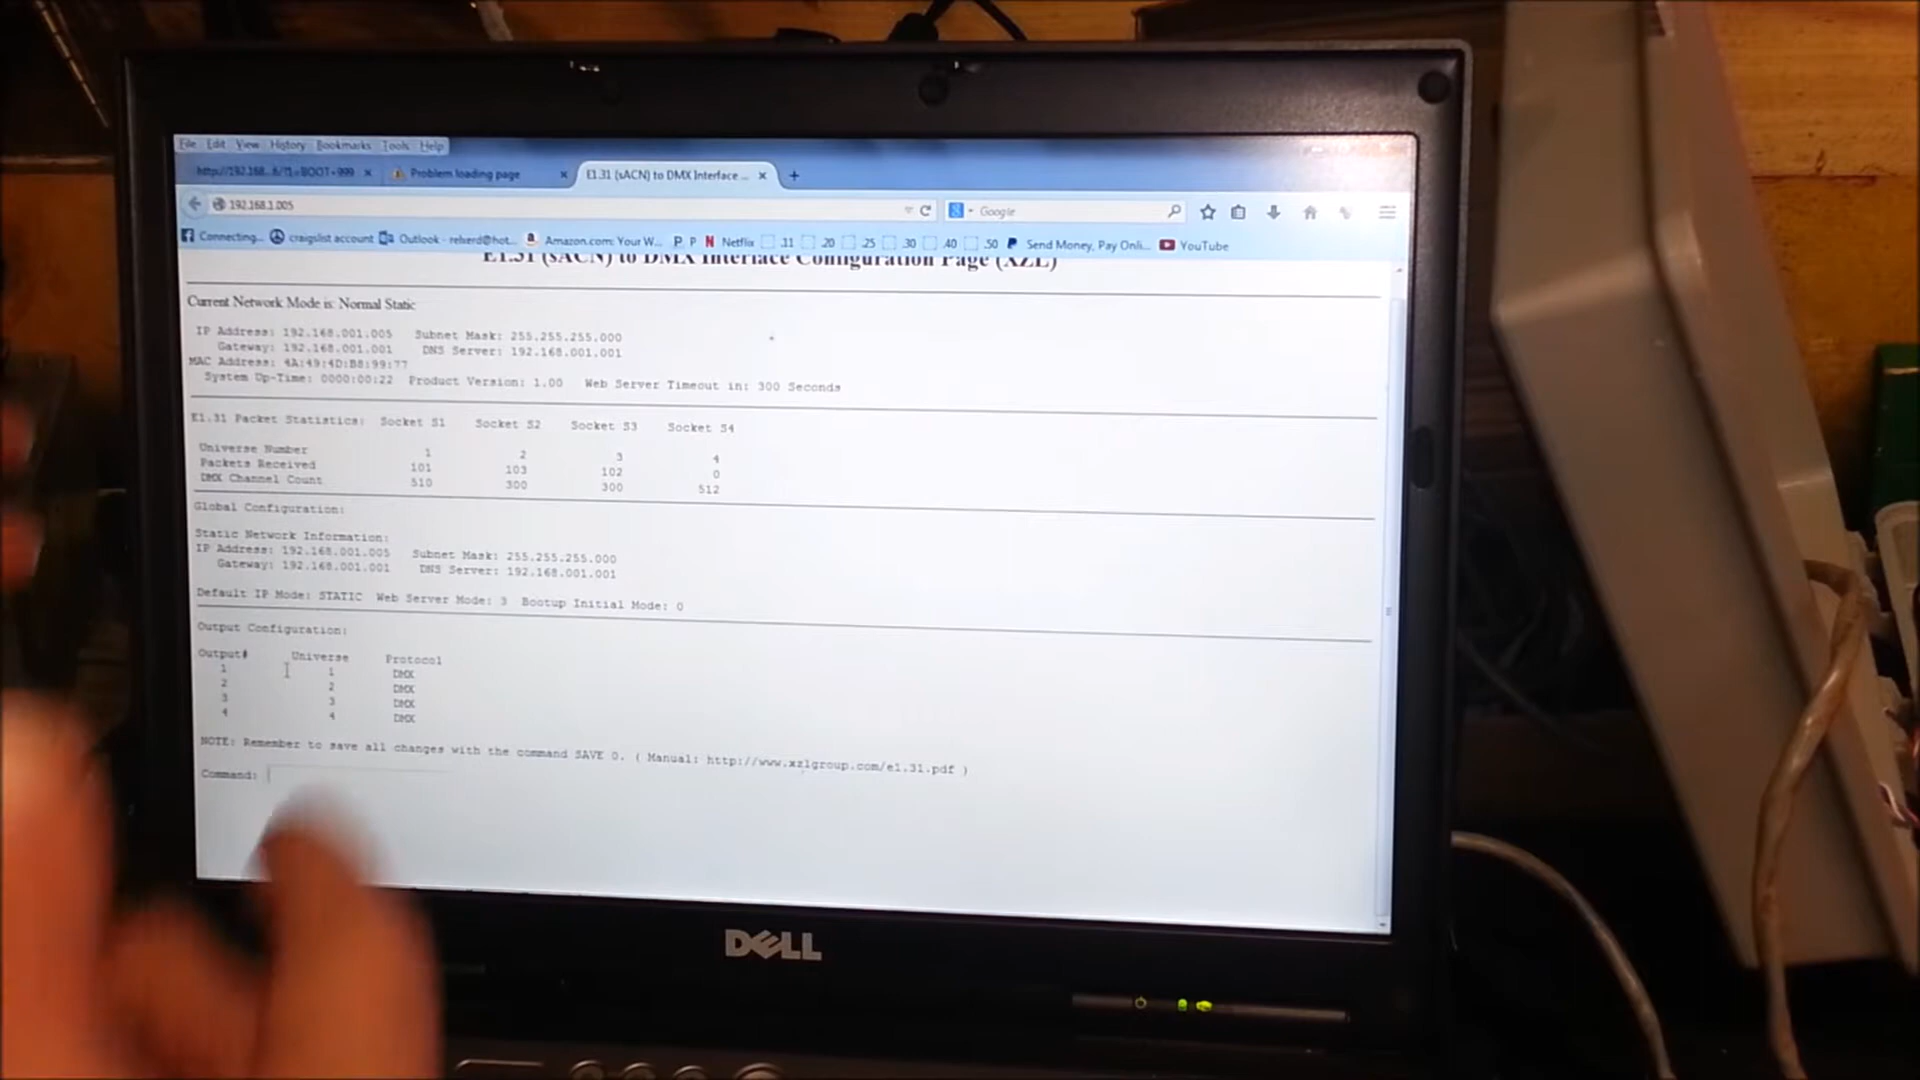 File Edit View History Bookmarks Tools Help
http://192.168...6/?1=BOOT+999 × Problem loading page × E1.31 (sACN) to DMX Interface ... × +
192.168.1.005 Google
Connecting... craigslist account Outlook - relverd@hot... Amazon.com: Your W... P P Netflix .11 .20 .25 .30 .40 .50 Send Money, Pay Onli... YouTube
E1.31 (sACN) to DMX Interface Configuration Page (XZL)
Current Network Mode is: Normal Static
IP Address: 192.168.001.005 Subnet Mask: 255.255.255.000
Gateway: 192.168.001.001 DNS Server: 192.168.001.001
MAC Address: 4A:49:4D:B8:99:77
System Up-Time: 0000:00:22 Product Version: 1.00 Web Server Timeout in: 300 Seconds
E1.31 Packet Statistics: Socket S1 Socket S2 Socket S3 Socket S4
Universe Number 1 2 3 4
Packets Received 101 103 102 0
DMX Channel Count 510 300 300 512
Global Configuration:
Static Network Information:
IP Address: 192.168.001.005 Subnet Mask: 255.255.255.000
Gateway: 192.168.001.001 DNS Server: 192.168.001.001
Default IP Mode: STATIC Web Server Mode: 3 Bootup Initial Mode: 0
Output Configuration:
Output# Universe Protocol
1 1 DMX
2 2 DMX
3 3 DMX
4 4 DMX
NOTE: Remember to save all changes with the command SAVE 0. ( Manual: http://www.xzlgroup.com/e1.31.pdf )
Command:
DELL